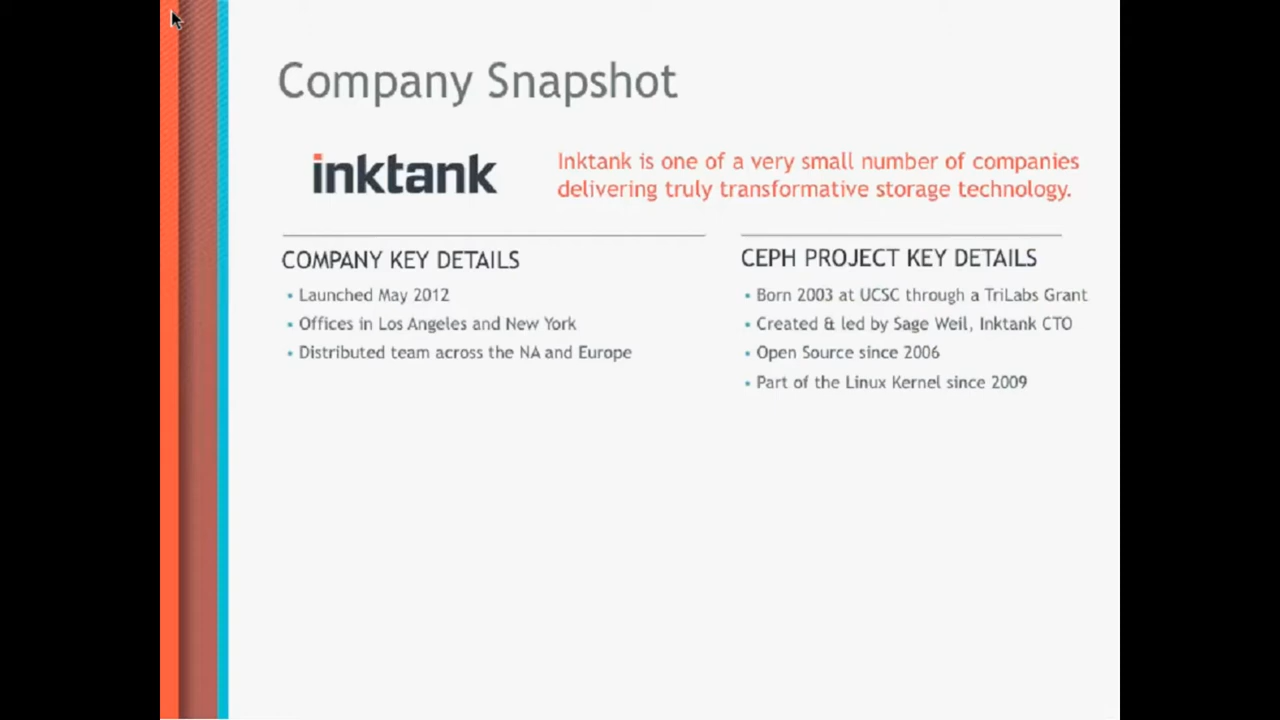 Company Snapshot
inktank
Inktank is one of a very small number of companies
delivering truly transformative storage technology.
COMPANY KEY DETAILS
▪ Launched May 2012
▪ Offices in Los Angeles and New York
▪ Distributed team across the NA and Europe
CEPH PROJECT KEY DETAILS
▪ Born 2003 at UCSC through a TriLabs Grant
▪ Created & led by Sage Weil, Inktank CTO
▪ Open Source since 2006
▪ Part of the Linux Kernel since 2009